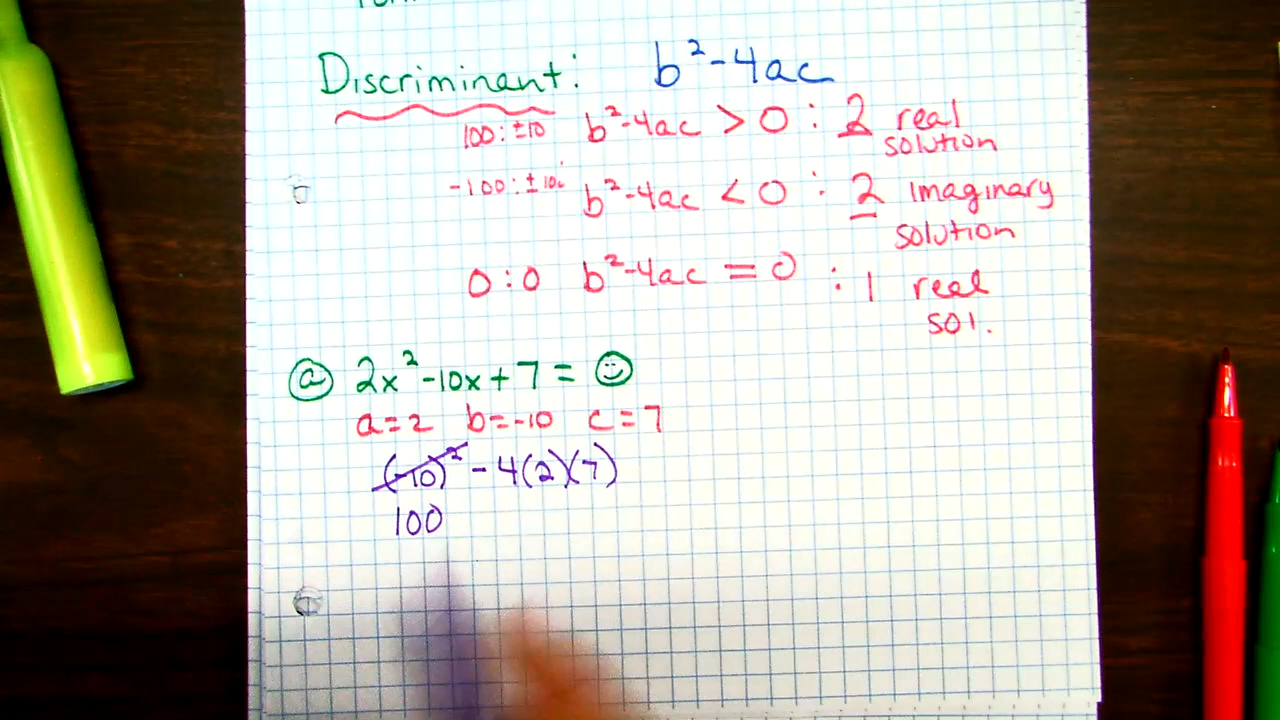 Discriminant: b²-4ac
100:±10 b²-4ac > 0 : 2 real
solution
-100:±10i b²-4ac < 0 : 2 imaginary
solution
0:0 b²-4ac = 0 : 1 real
sol.
ⓐ 2x²-10x+7= ☺
a=2 b=-10 c=7
(-10)² - 4(2)(7)
100